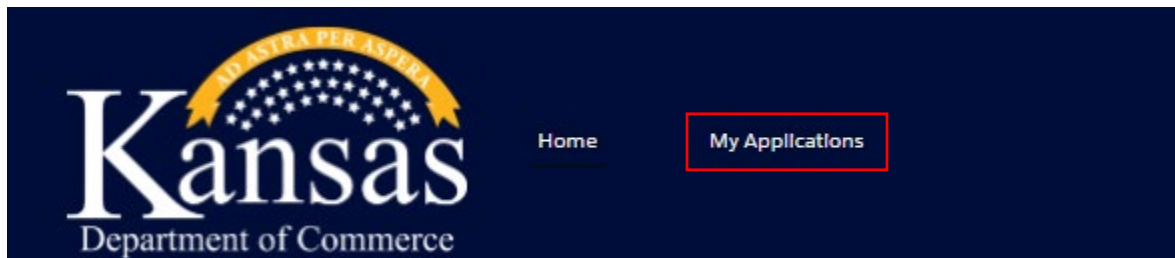 AD ASTRA PER ASPERA
Kansas
Department of Commerce
Home
My Applications